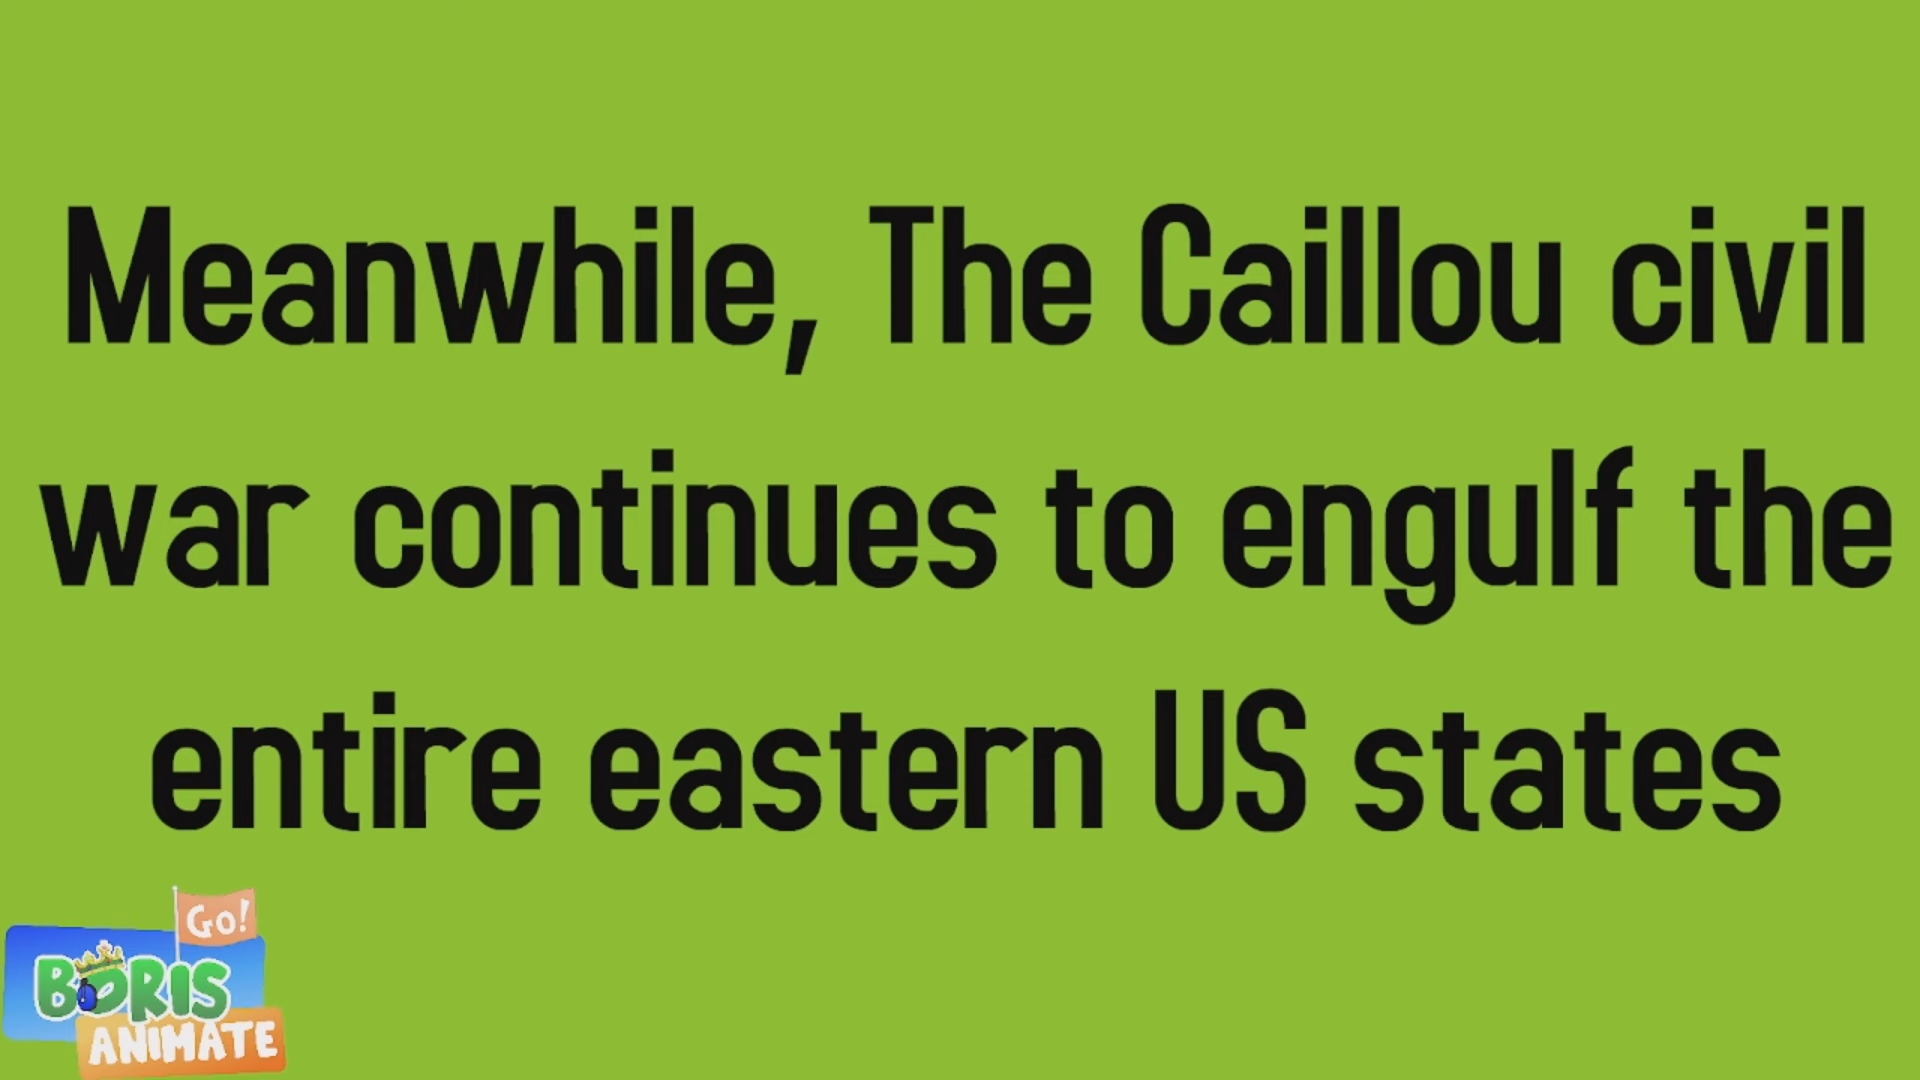 Meanwhile, The Caillou civil
war continues to engulf the
entire eastern US states
Go!
BORIS
ANIMATE